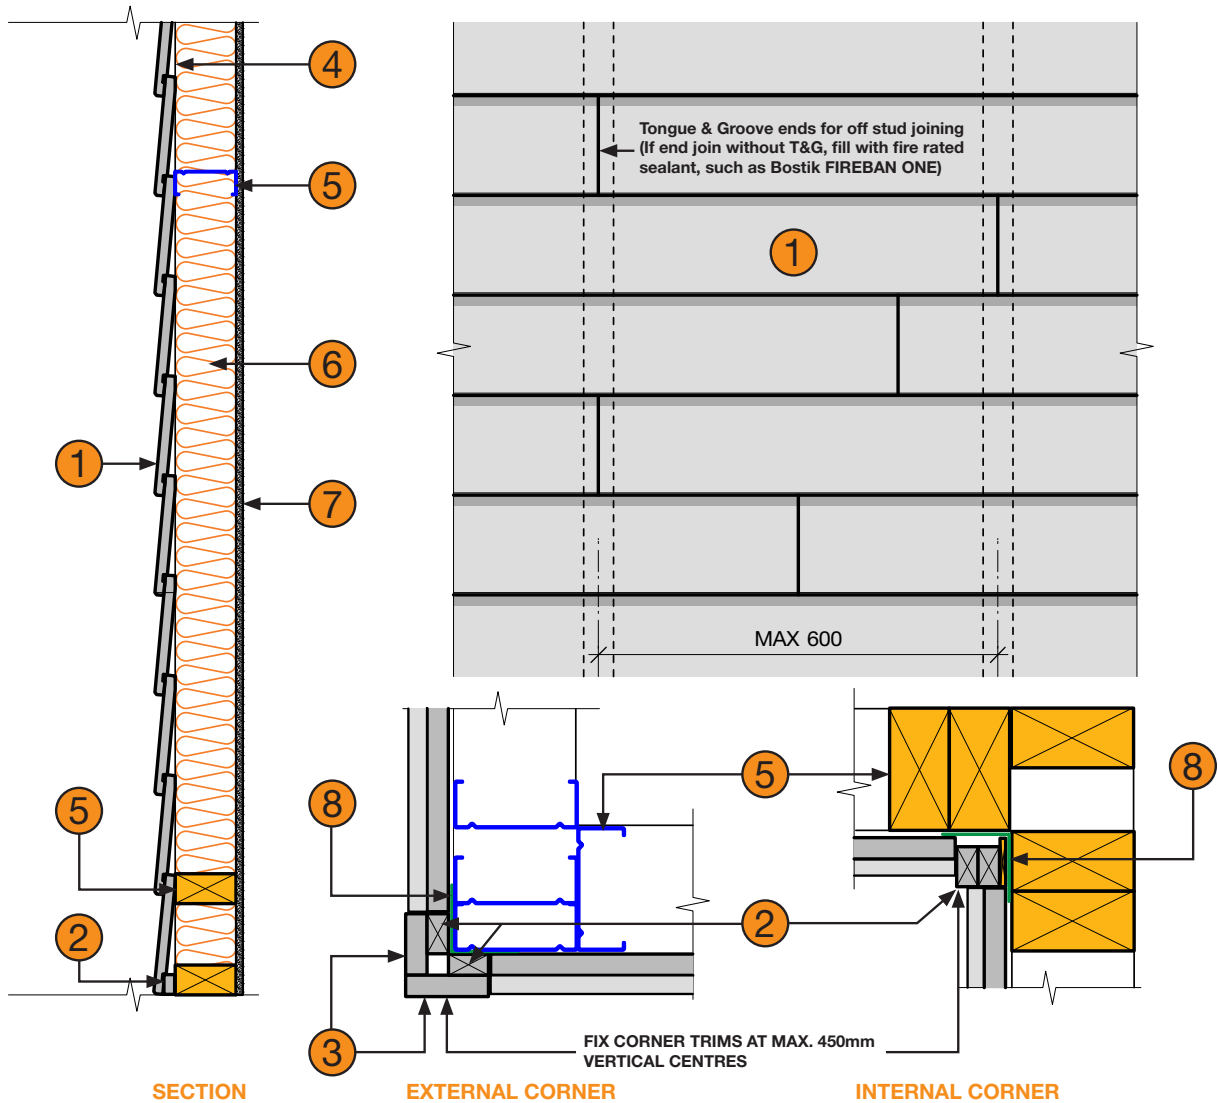 4
Tongue & Groove ends for off stud joining
(If end join without T&G, fill with fire rated
sealant, such as Bostik FIREBAN ONE)
5
1
6
1
7
MAX 600
5
8
5
8
2
2
3
FIX CORNER TRIMS AT MAX. 450mm
VERTICAL CENTRES
SECTION
EXTERNAL CORNER
INTERNAL CORNER